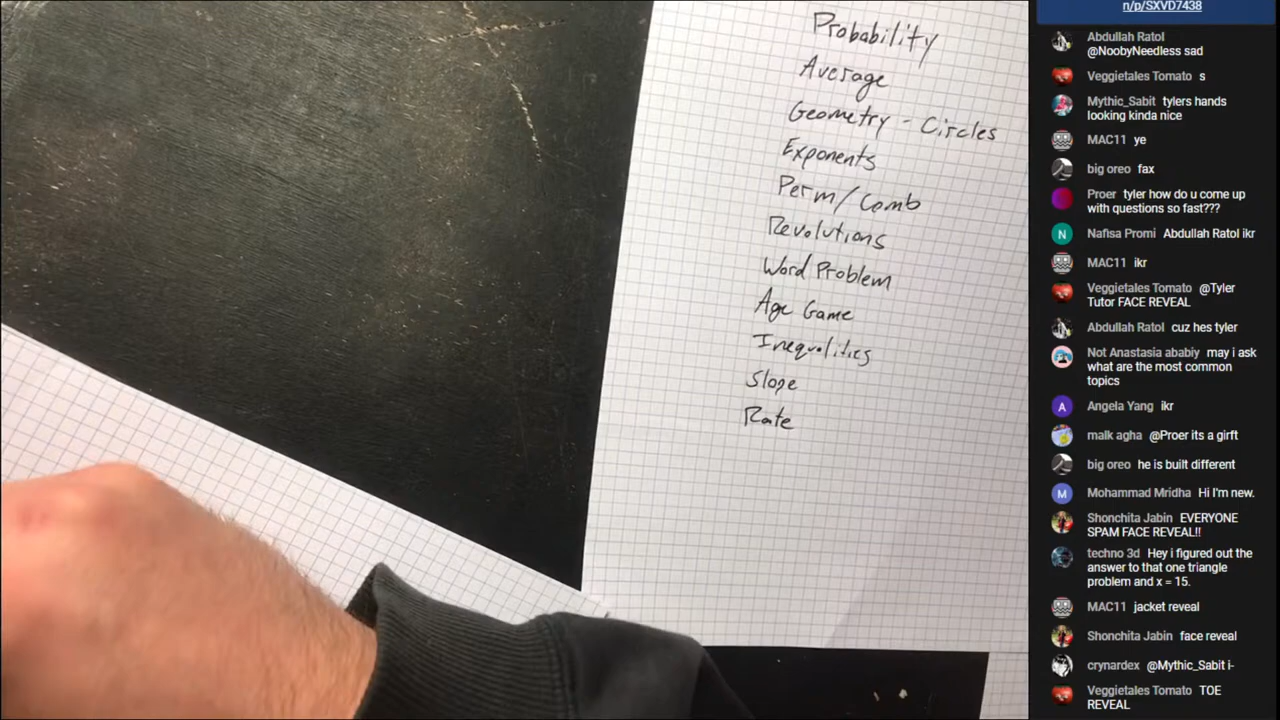 Probability
Average
Geometry - Circles
Exponents
Perm/Comb
Revolutions
Word Problem
Age Game
Inequalities
Slope
Rate
n/p/SXVD7438
Abdullah Ratol
@NoobyNeedless sad
Veggietales Tomato s
Mythic_Sabit tylers hands
looking kinda nice
MAC11 ye
big oreo fax
Proer tyler how do u come up
with questions so fast???
N Nafisa Promi Abdullah Ratol ikr
MAC11 ikr
Veggietales Tomato @Tyler
Tutor FACE REVEAL
Abdullah Ratol cuz hes tyler
Not Anastasia ababiy may i ask
what are the most common
topics
A Angela Yang ikr
malk agha @Proer its a girft
big oreo he is built different
M Mohammad Mridha Hi I'm new.
Shonchita Jabin EVERYONE
SPAM FACE REVEAL!!
techno 3d Hey i figured out the
answer to that one triangle
problem and x = 15.
MAC11 jacket reveal
Shonchita Jabin face reveal
crynardex @Mythic_Sabit i-
Veggietales Tomato TOE
REVEAL